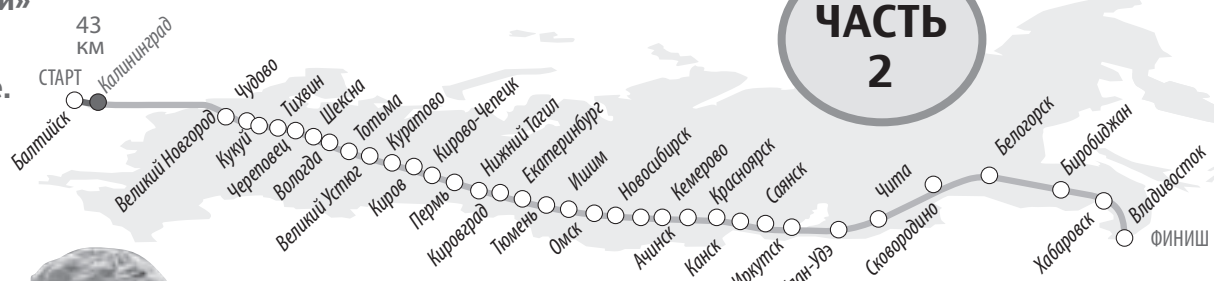 и»
43
км
СТАРТ
Калининград
е.
Балтийск
Великий Новгород
Чудово
Кукуй
Тихвин
Череповец
Шексна
Вологда
Тотьма
Великий Устюг
Куратово
Киров
Кирово-Чепецк
Пермь
Нижний Тагил
Кировград
Екатеринбург
Тюмень
Ишим
Омск
Новосибирск
Ачинск
Кемерово
Красноярск
Канск
Саянск
Иркутск
Улан-Удэ
Чита
Сковородино
Белогорск
Биробиджан
Хабаровск
Владивосток
ФИНИШ
ЧАСТЬ
2